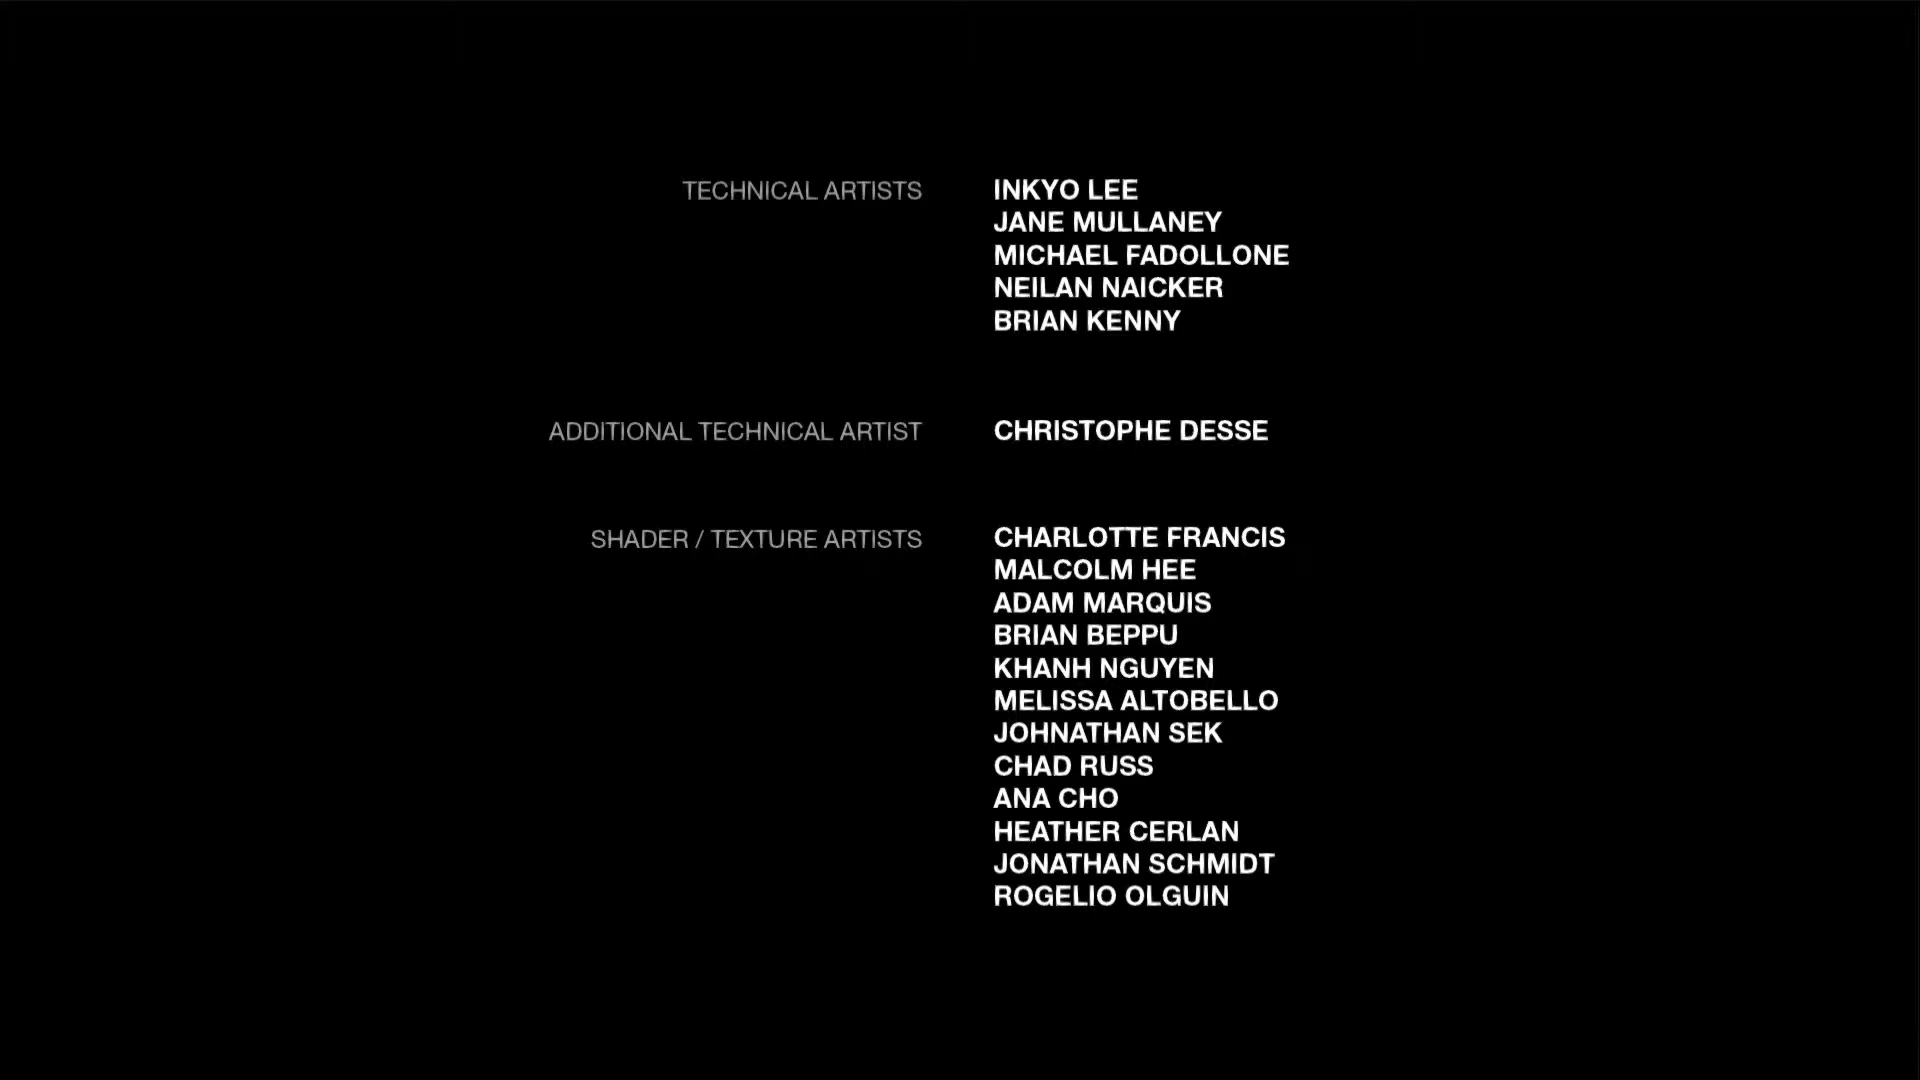 TECHNICAL ARTISTS INKYO LEE
JANE MULLANEY
MICHAEL FADOLLONE
NEILAN NAICKER
BRIAN KENNY
ADDITIONAL TECHNICAL ARTIST CHRISTOPHE DESSE
SHADER / TEXTURE ARTISTS CHARLOTTE FRANCIS
MALCOLM HEE
ADAM MARQUIS
BRIAN BEPPU
KHANH NGUYEN
MELISSA ALTOBELLO
JOHNATHAN SEK
CHAD RUSS
ANA CHO
HEATHER CERLAN
JONATHAN SCHMIDT
ROGELIO OLGUIN